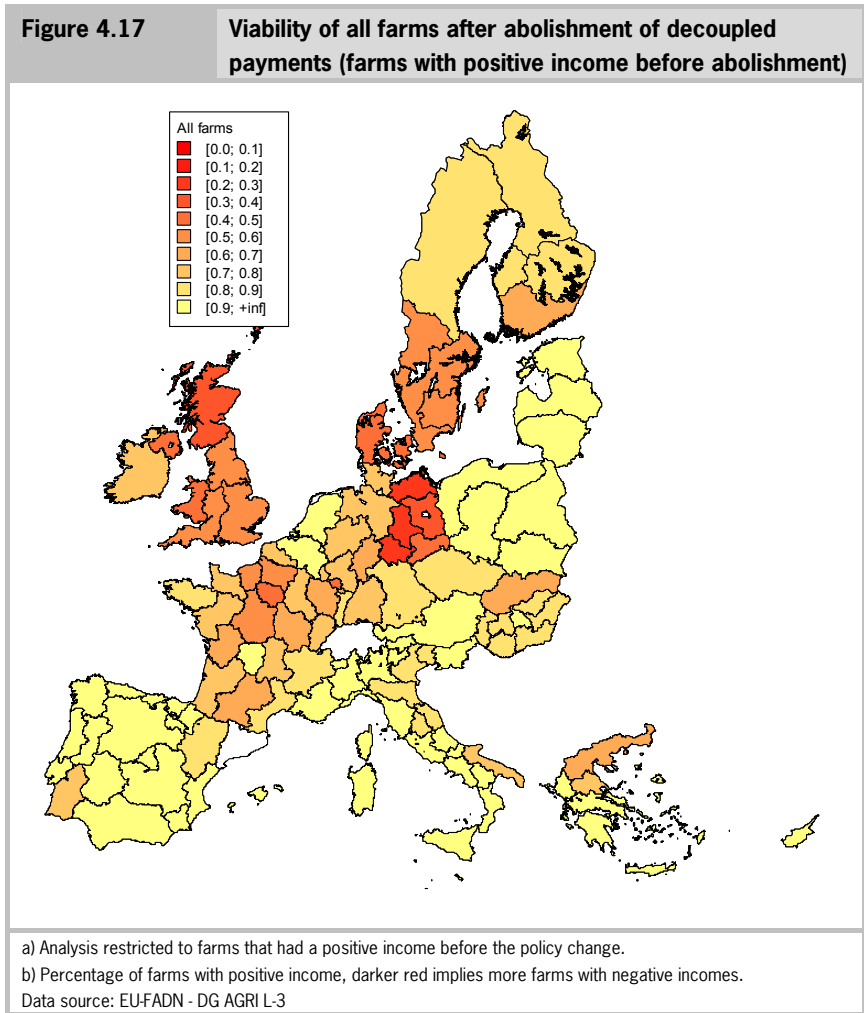 Figure 4.17
Viability of all farms after abolishment of decoupled
payments (farms with positive income before abolishment)
All farms
[0.0; 0.1]
[0.1; 0.2]
[0.2; 0.3]
[0.3; 0.4]
[0.4; 0.5]
[0.5; 0.6]
[0.6; 0.7]
[0.7; 0.8]
[0.8; 0.9]
[0.9; +inf]
a) Analysis restricted to farms that had a positive income before the policy change.
b) Percentage of farms with positive income, darker red implies more farms with negative incomes.
Data source: EU-FADN - DG AGRI L-3